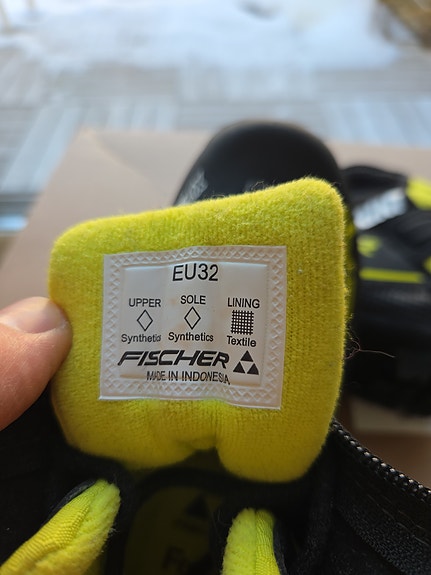 EU32
UPPER SOLE LINING
Synthetic Synthetics Textile
FISCHER
MADE IN INDONESIA